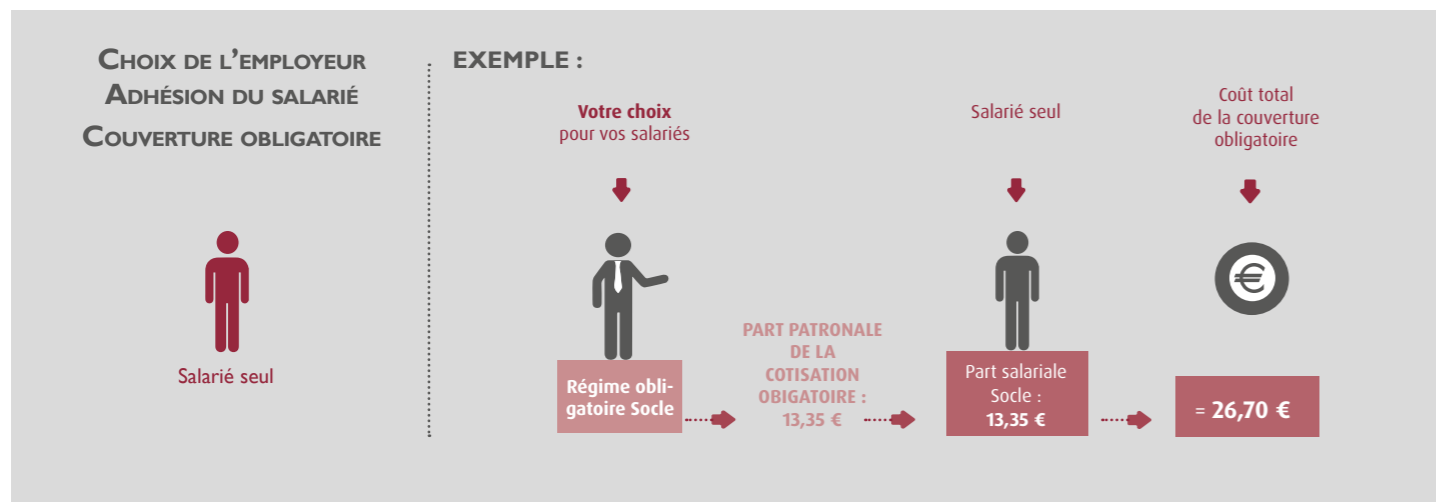 CHOIX DE L'EMPLOYEUR
ADHÉSION DU SALARIÉ
COUVERTURE OBLIGATOIRE
Salarié seul
EXEMPLE :
Votre choix
pour vos salariés
Régime obli-
gatoire Socle
PART PATRONALE
DE LA
COTISATION
OBIGATOIRE :
13,35 €
Salarié seul
Part salariale
Socle :
13,35 €
Coût total
de la couverture
obligatoire
€
= 26,70 €